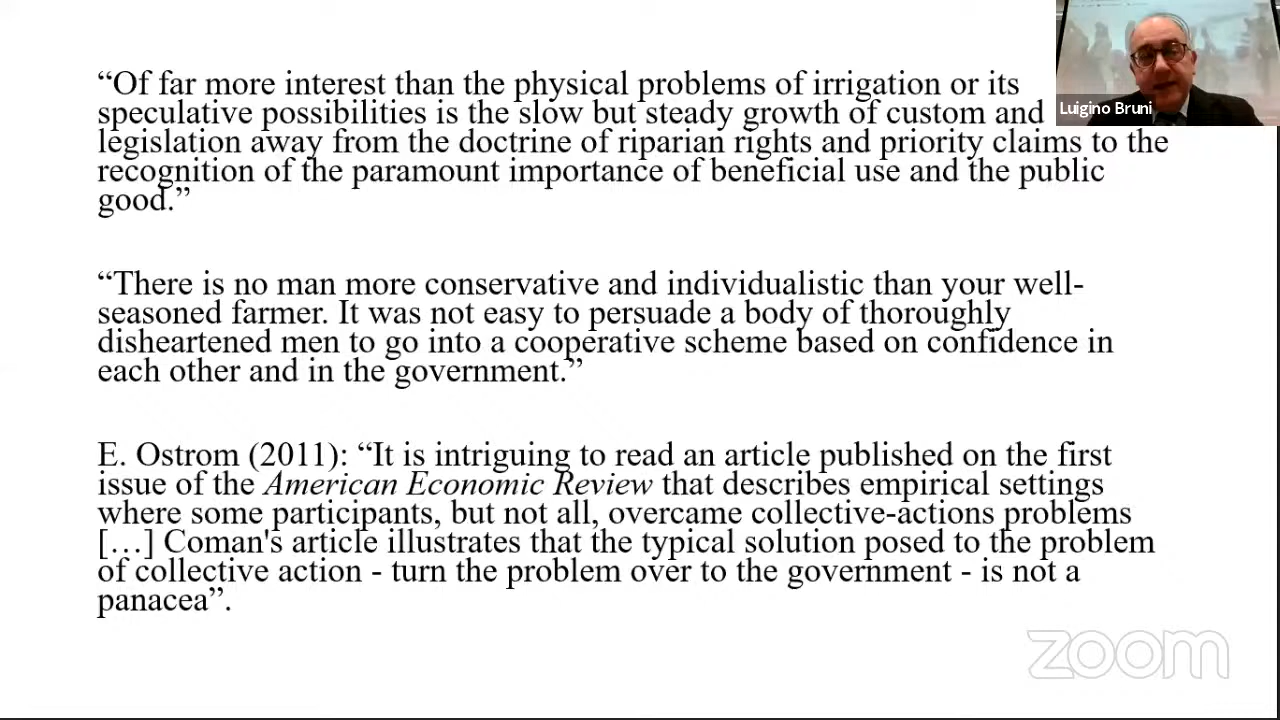 “Of far more interest than the physical problems of irrigation or its
speculative possibilities is the slow but steady growth of custom and
legislation away from the doctrine of riparian rights and priority claims to the
recognition of the paramount importance of beneficial use and the public
good.”
“There is no man more conservative and individualistic than your well-
seasoned farmer. It was not easy to persuade a body of thoroughly
disheartened men to go into a cooperative scheme based on confidence in
each other and in the government.”
E. Ostrom (2011): “It is intriguing to read an article published on the first
issue of the American Economic Review that describes empirical settings
where some participants, but not all, overcame collective-actions problems
[…] Coman's article illustrates that the typical solution posed to the problem
of collective action - turn the problem over to the government - is not a
panacea”.
Luigino Bruni
zoom